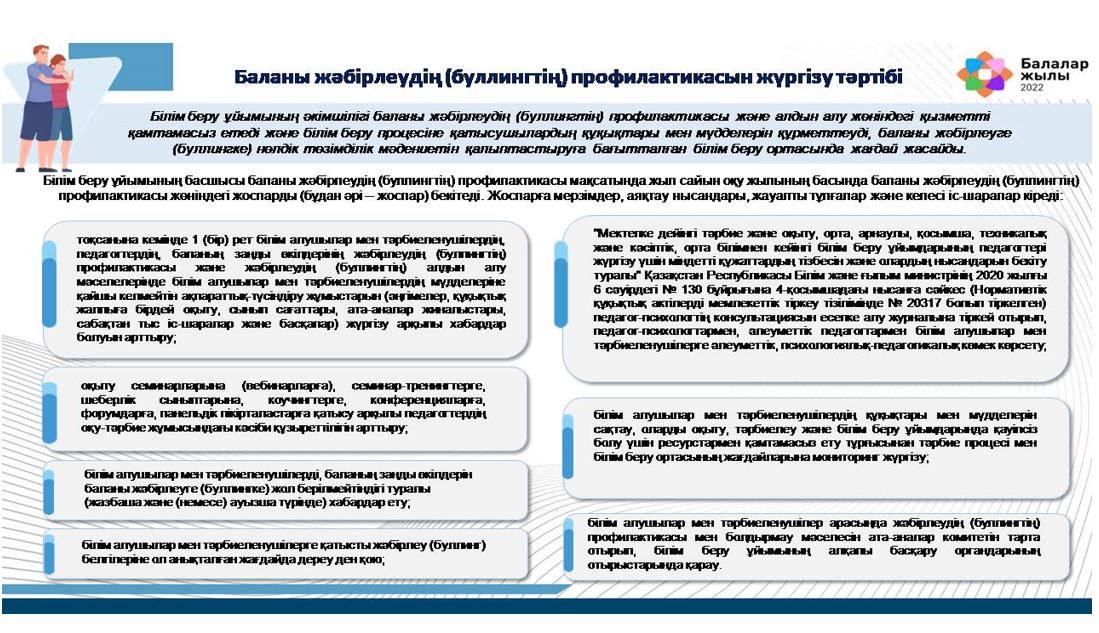 Баланы жәбірлеудің (буллингтің) профилактикасын жүргізу тәртібі
Балалар
жылы
2022
Білім беру ұйымының әкімшілігі баланы жәбірлеудің (буллингтің) профилактикасы және алдын алу жөніндегі қызметті
қамтамасыз етеді және білім беру процесіне қатысушылардың құқықтары мен мүдделерін құрметтеуді, баланы жәбірлеуге
(буллингке) нөлдік төзімділік мәдениетін қалыптастыруға бағытталған білім беру ортасында жағдай жасайды.
Білім беру ұйымының басшысы баланы жәбірлеудің (буллингтің) профилактикасы мақсатында жыл сайын оқу жылының басында баланы жәбірлеудің (буллингтің)
профилактикасы жөніндегі жоспарды (бұдан әрі – жоспар) бекітеді. Жоспарға мерзімдер, аяқтау нысандары, жауапты тұлғалар және келесі іс-шаралар кіреді:
тоқсанына кемінде 1 (бір) рет білім алушылар мен тәрбиеленушілердің,
педагогтердің, баланың заңды өкілдерінің жәбірлеудің (буллингтің)
профилактикасы және жәбірлеудің (буллингтің) алдын алу
мәселелерінде білім алушылар мен тәрбиеленушілердің мүдделеріне
қайшы келмейтін ақпараттық-түсіндіру жұмыстарын (әңгімелер, құқықтық
жалпыға бірдей оқыту, сынып сағаттары, ата-аналар жиналыстары,
сабақтан тыс іс-шаралар және басқалар) жүргізу арқылы хабардар
болуын арттыру;
оқыту семинарларына (вебинарларға), семинар-тренингтерге,
шеберлік сыныптарына, коучингтерге, конференцияларға,
форумдарға, панельдік пікірталастарға қатысу арқылы педагогтердің
оқу-тәрбие жұмысындағы кәсіби құзыреттілігін арттыру;
білім алушылар мен тәрбиеленушілерді, баланың заңды өкілдерін
баланы жәбірлеуге (буллингке) жол берілмейтіндігі туралы
(жазбаша және (немесе) ауызша түрінде) хабардар ету;
білім алушылар мен тәрбиеленушілерге қатысты жәбірлеу (буллинг)
белгілеріне ол анықталған жағдайда дереу ден қою;
"Мектепке дейінгі тәрбие және оқыту, орта, арнаулы, қосымша, техникалық
және кәсіптік, орта білімнен кейінгі білім беру ұйымдарының педагогтері
жүргізу үшін міндетті құжаттардың тізбесін және олардың нысандарын бекіту
туралы" Қазақстан Республикасы Білім және ғылым министрінің 2020 жылғы
6 сәуірдегі № 130 бұйрығына 4-қосымшадағы нысанға сәйкес (Нормативтік
құқықтық актілерді мемлекеттік тіркеу тізілімінде № 20317 болып тіркелген)
педагог-психологтің консультациясын есепке алу журналына тіркей отырып,
педагог-психологтармен, әлеуметтік педагогтармен білім алушылар мен
тәрбиеленушілерге әлеуметтік, психологиялық-педагогикалық көмек көрсету;
білім алушылар мен тәрбиеленушілердің құқықтары мен мүдделерін
сақтау, оларды оқыту, тәрбиелеу және білім беру ұйымдарында қауіпсіз
болу үшін ресурстармен қамтамасыз ету тұрғысынан тәрбие процесі мен
білім беру ортасының жағдайларына мониторинг жүргізу;
білім алушылар мен тәрбиеленушілер арасында жәбірлеудің (буллингтің)
профилактикасы мен болдырмау мәселесін ата-аналар комитетін тарта
отырып, білім беру ұйымының алқалы басқару органдарының
отырыстарында қарау.